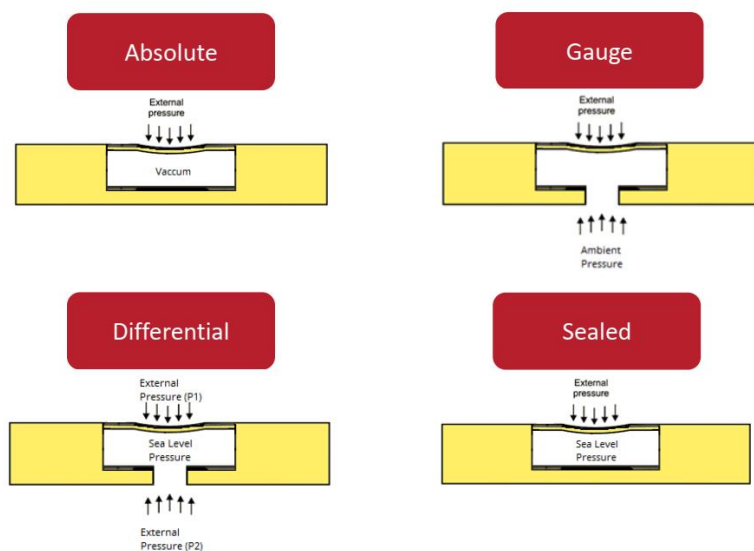 Absolute
External
pressure
Vaccum
Gauge
External
pressure
Ambient
Pressure
Differential
External
Pressure (P1)
Sea Level
Pressure
External
Pressure (P2)
Sealed
External
pressure
Sea Level
Pressure